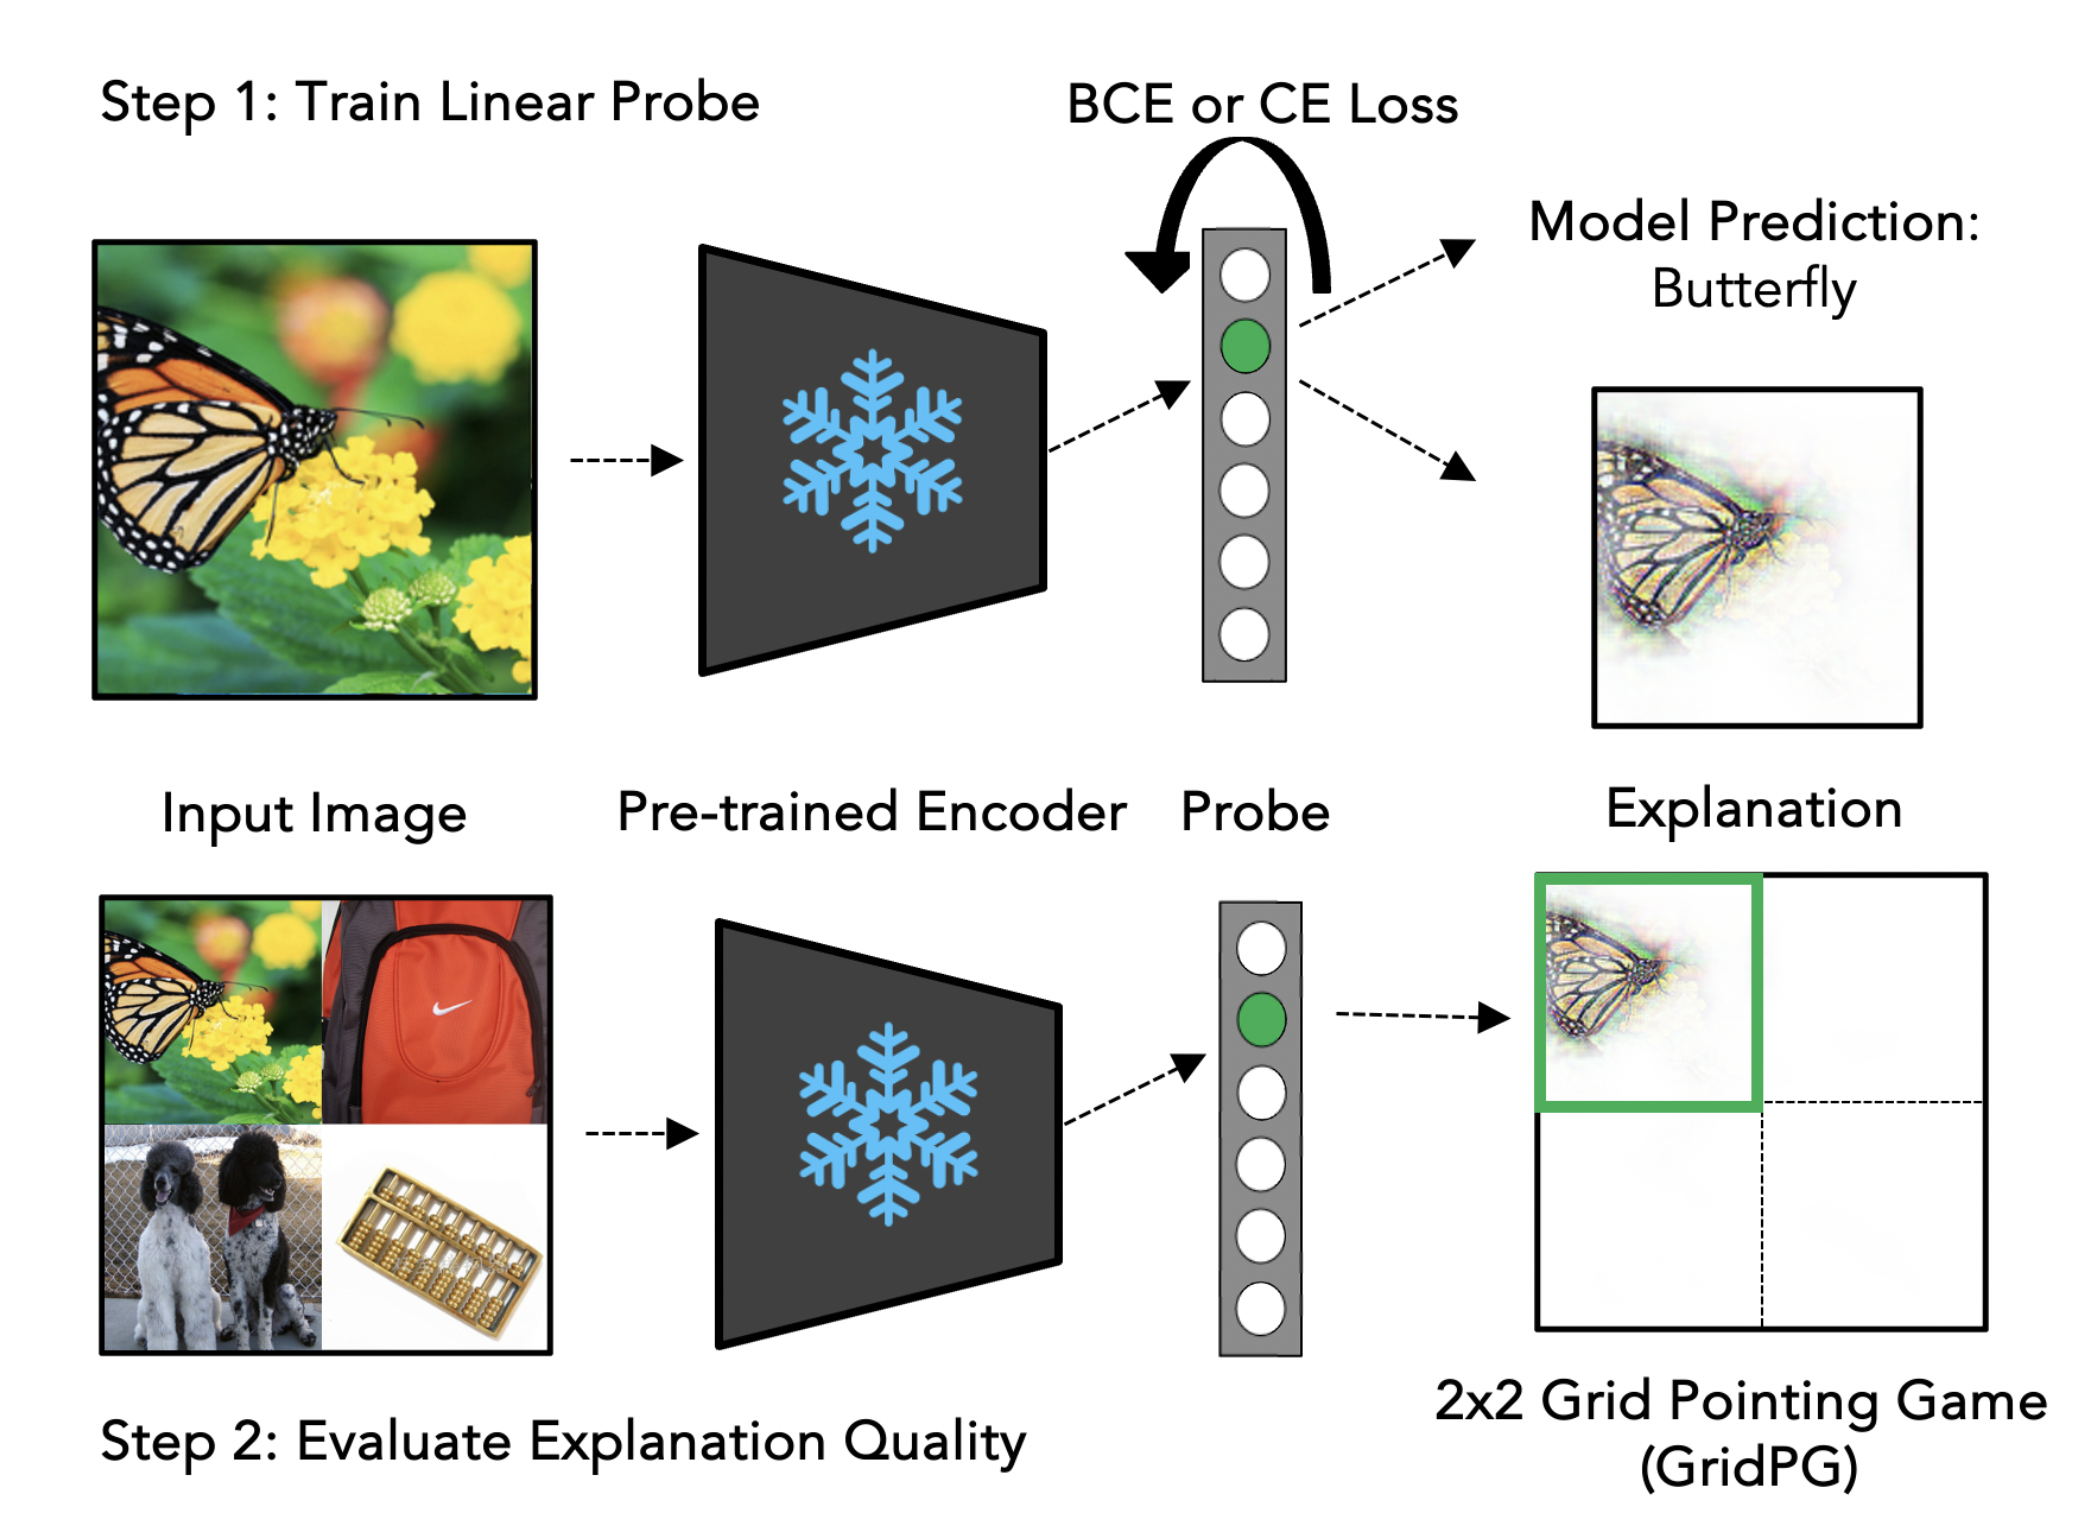 Step 1: Train Linear Probe
BCE or CE Loss
Model Prediction:
Butterfly
Input Image
Pre-trained Encoder
Probe
Explanation
2x2 Grid Pointing Game
(GridPG)
Step 2: Evaluate Explanation Quality